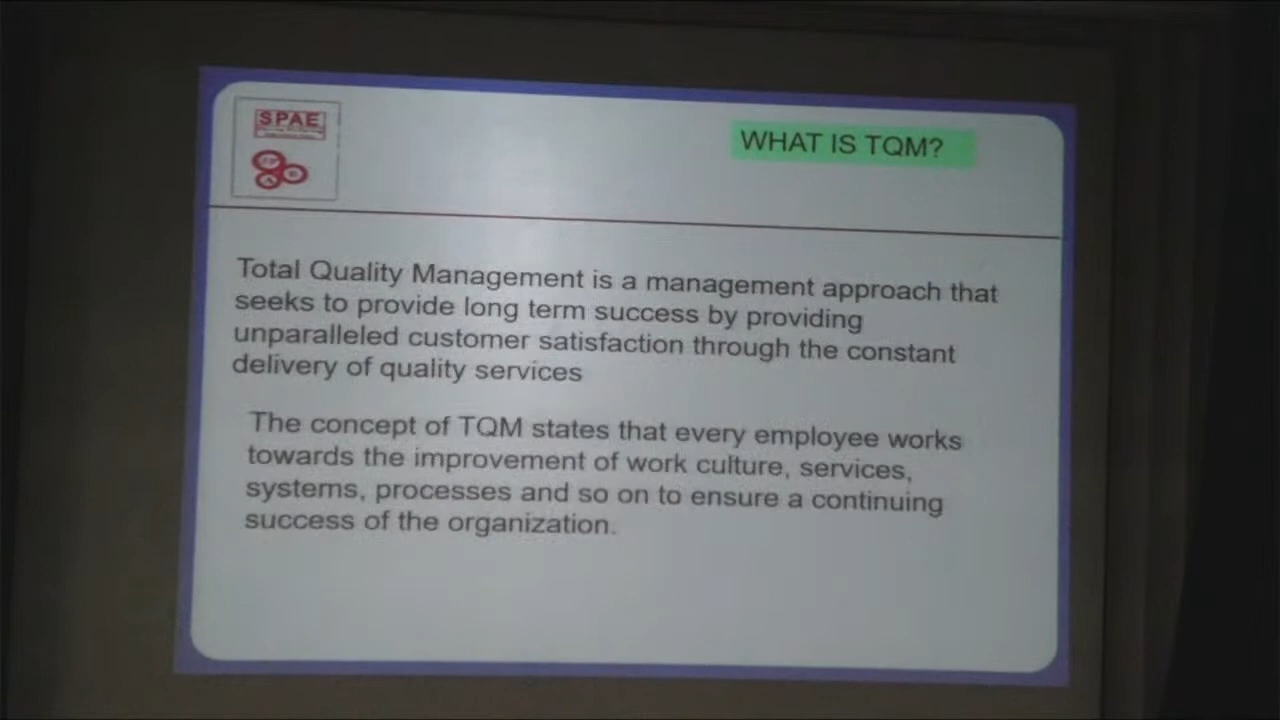 SPAE
WHAT IS TQM?
Total Quality Management is a management approach that
seeks to provide long term success by providing
unparalleled customer satisfaction through the constant
delivery of quality services
The concept of TQM states that every employee works
towards the improvement of work culture, services,
systems, processes and so on to ensure a continuing
success of the organization.